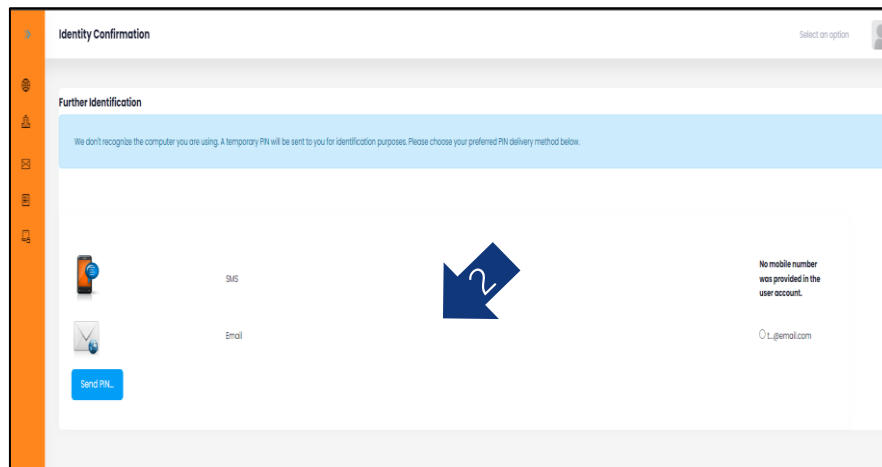 Identity Confirmation
Select an option
Further Identification
We don't recognize the computer you are using. A temporary PIN will be sent to you for identification purposes. Please choose your preferred PIN delivery method below.
SMS
No mobile number
was provided in the
user account.
2
Email
t...@email.com
Send PIN...